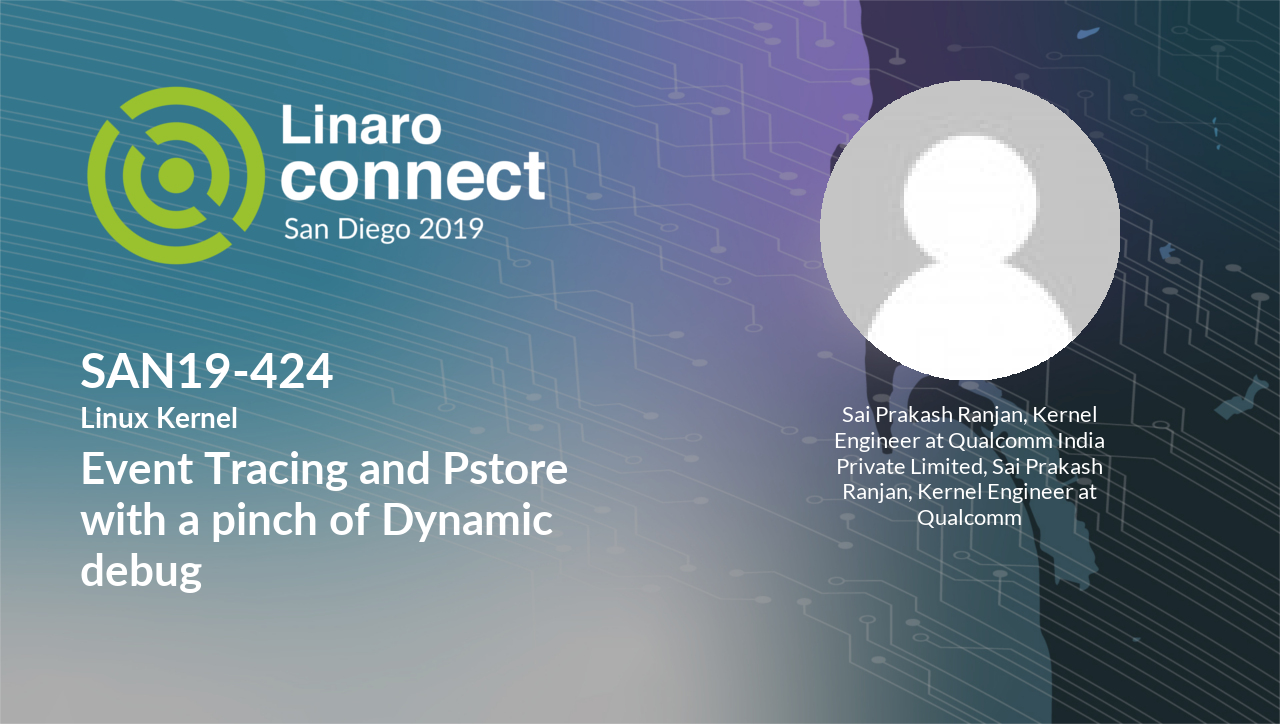 Linaro
connect
San Diego 2019
SAN19-424
Linux Kernel
Event Tracing and Pstore
with a pinch of Dynamic
debug
Sai Prakash Ranjan, Kernel
Engineer at Qualcomm India
Private Limited, Sai Prakash
Ranjan, Kernel Engineer at
Qualcomm